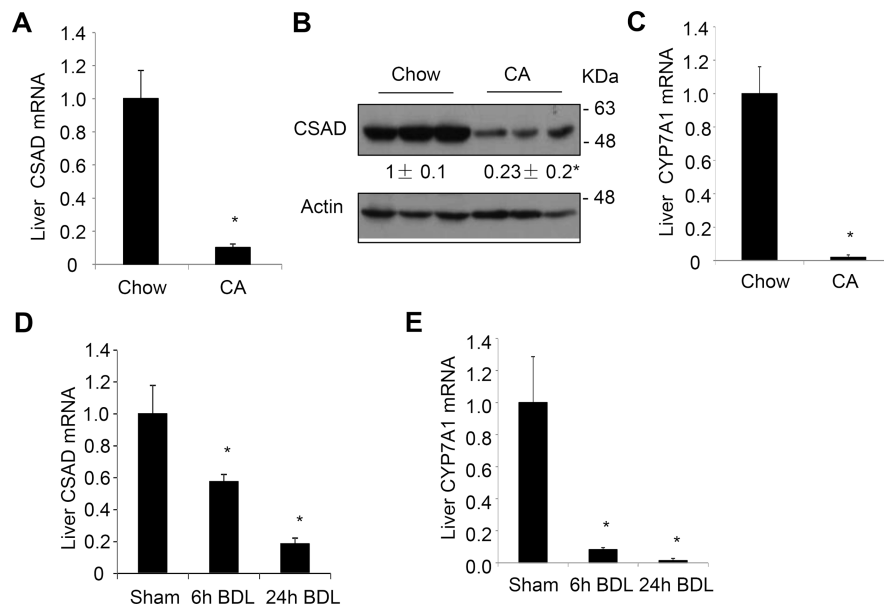 A
Liver CSAD mRNA
1.4
1.2
1.0
0.8
0.6
0.4
0.2
0
*
Chow CA
B
Chow CA KDa
CSAD
- 63
- 48
1 ± 0.1 0.23 ± 0.2*
Actin
- 48
C
Liver CYP7A1 mRNA
1.4
1.2
1.0
0.8
0.6
0.4
0.2
0
*
Chow CA
D
Liver CSAD mRNA
1.4
1.2
1.0
0.8
0.6
0.4
0.2
0
*
*
Sham 6h BDL 24h BDL
E
Liver CYP7A1 mRNA
1.4
1.2
1.0
0.8
0.6
0.4
0.2
0.0
*
*
Sham 6h BDL 24h BDL